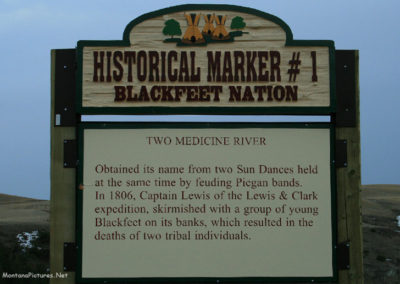 HISTORICAL MARKER # 1
BLACKFEET NATION
TWO MEDICINE RIVER
Obtained its name from two Sun Dances held
at the same time by feuding Piegan bands.
In 1806, Captain Lewis of the Lewis & Clark
expedition, skirmished with a group of young
Blackfeet on its banks, which resulted in the
deaths of two tribal individuals.
MontanaPictures.Net